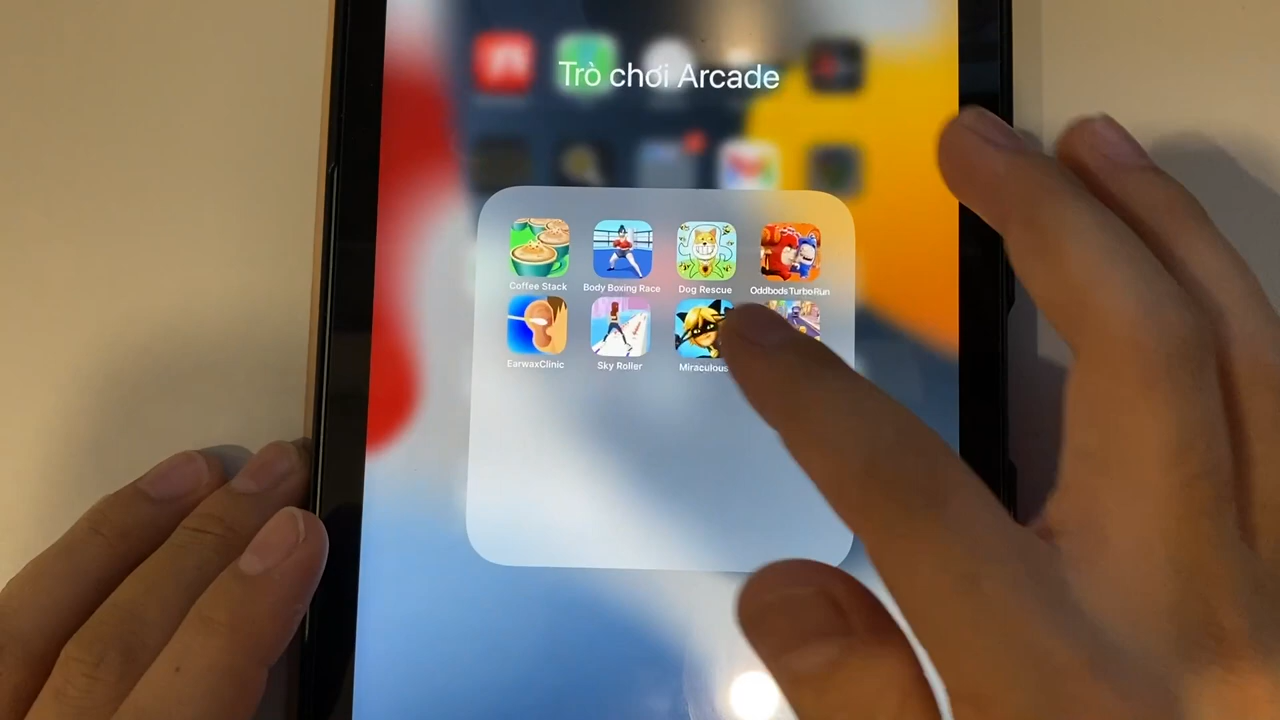 Trò chơi Arcade
Coffee Stack
Body Boxing Race
Dog Rescue
Oddbods Turbo Run
EarwaxClinic
Sky Roller
Miraculous